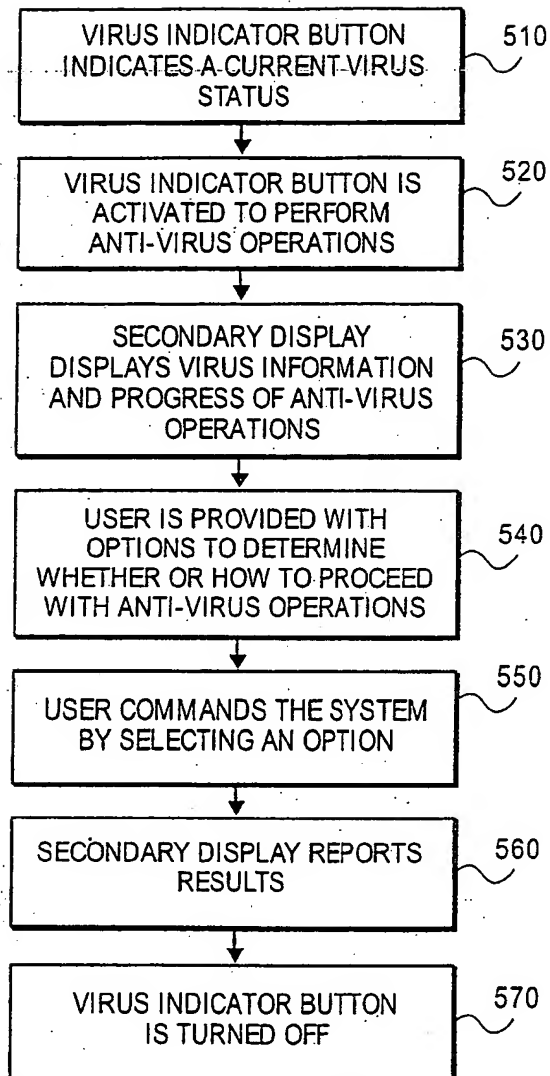 VIRUS INDICATOR BUTTON
INDICATES A CURRENT VIRUS
STATUS
510
VIRUS INDICATOR BUTTON IS
ACTIVATED TO PERFORM
ANTI-VIRUS OPERATIONS
520
SECONDARY DISPLAY
DISPLAYS VIRUS INFORMATION
AND PROGRESS OF ANTI-VIRUS
OPERATIONS
530
USER IS PROVIDED WITH
OPTIONS TO DETERMINE
WHETHER OR HOW TO PROCEED
WITH ANTI-VIRUS OPERATIONS
540
USER COMMANDS THE SYSTEM
BY SELECTING AN OPTION
550
SECONDARY DISPLAY REPORTS
RESULTS
560
VIRUS INDICATOR BUTTON
IS TURNED OFF
570